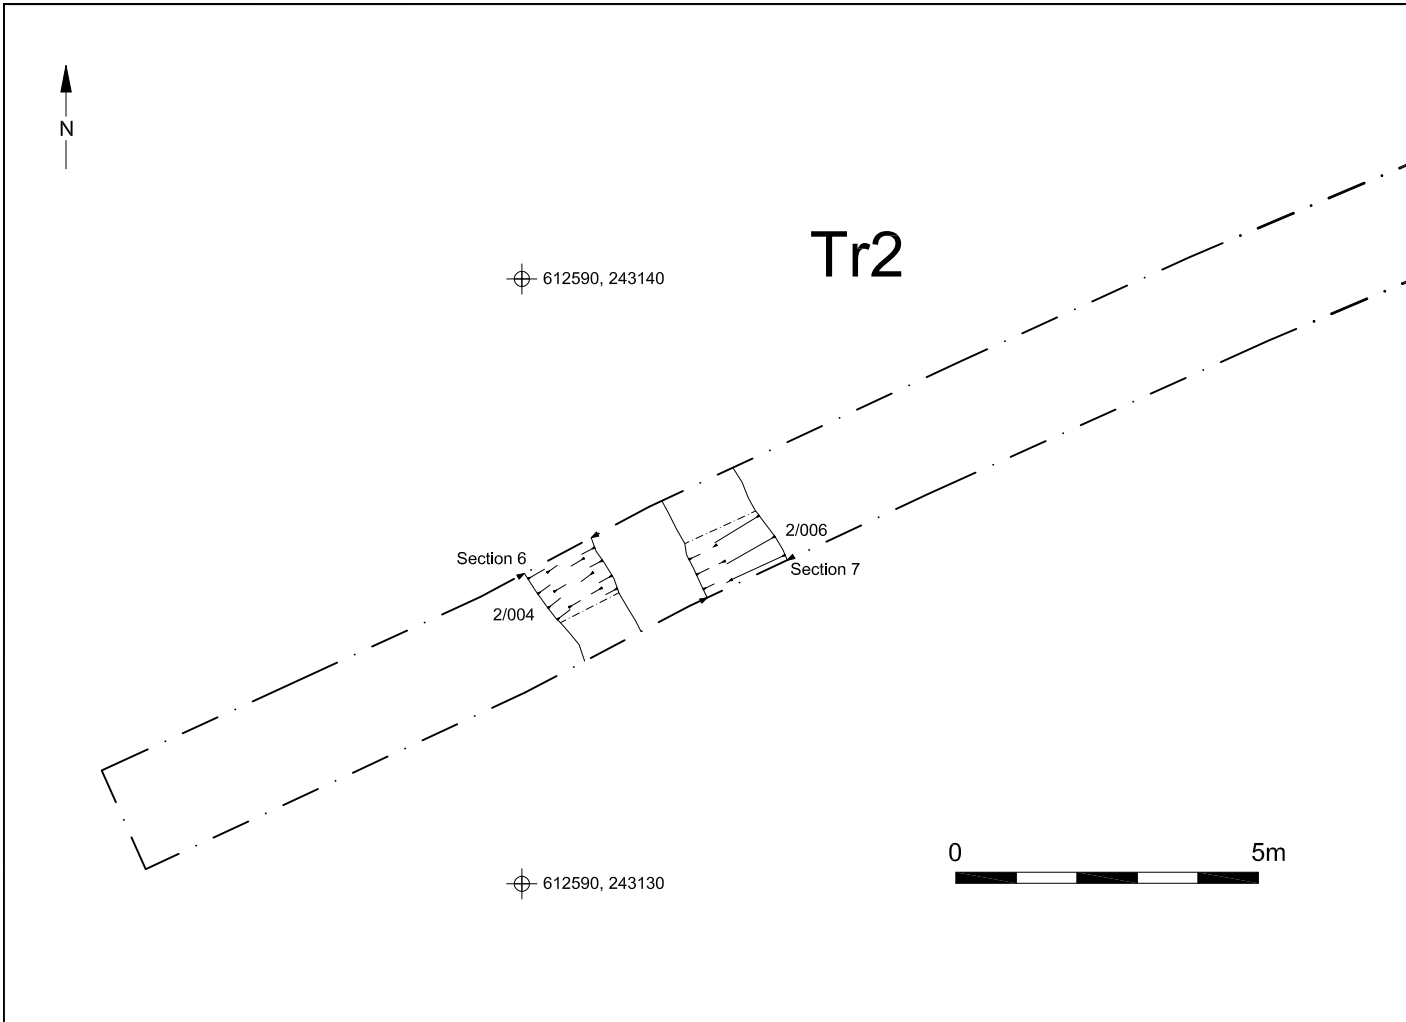 N
Tr2
612590, 243140
2/006
Section 6
Section 7
2/004
0 5m
612590, 243130